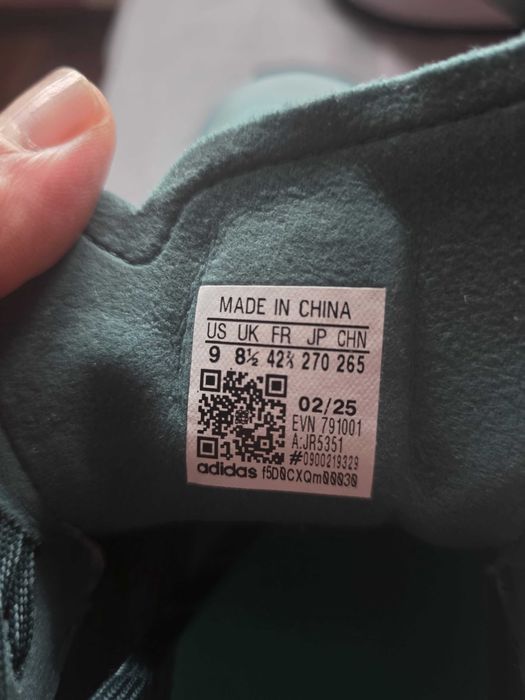 MADE IN CHINA
US UK FR JP CHN
9 8½ 42⅔ 270 265
02/25
EVN 791001
A:JR5351
#0900219329
adidas f5D0CXQm00030